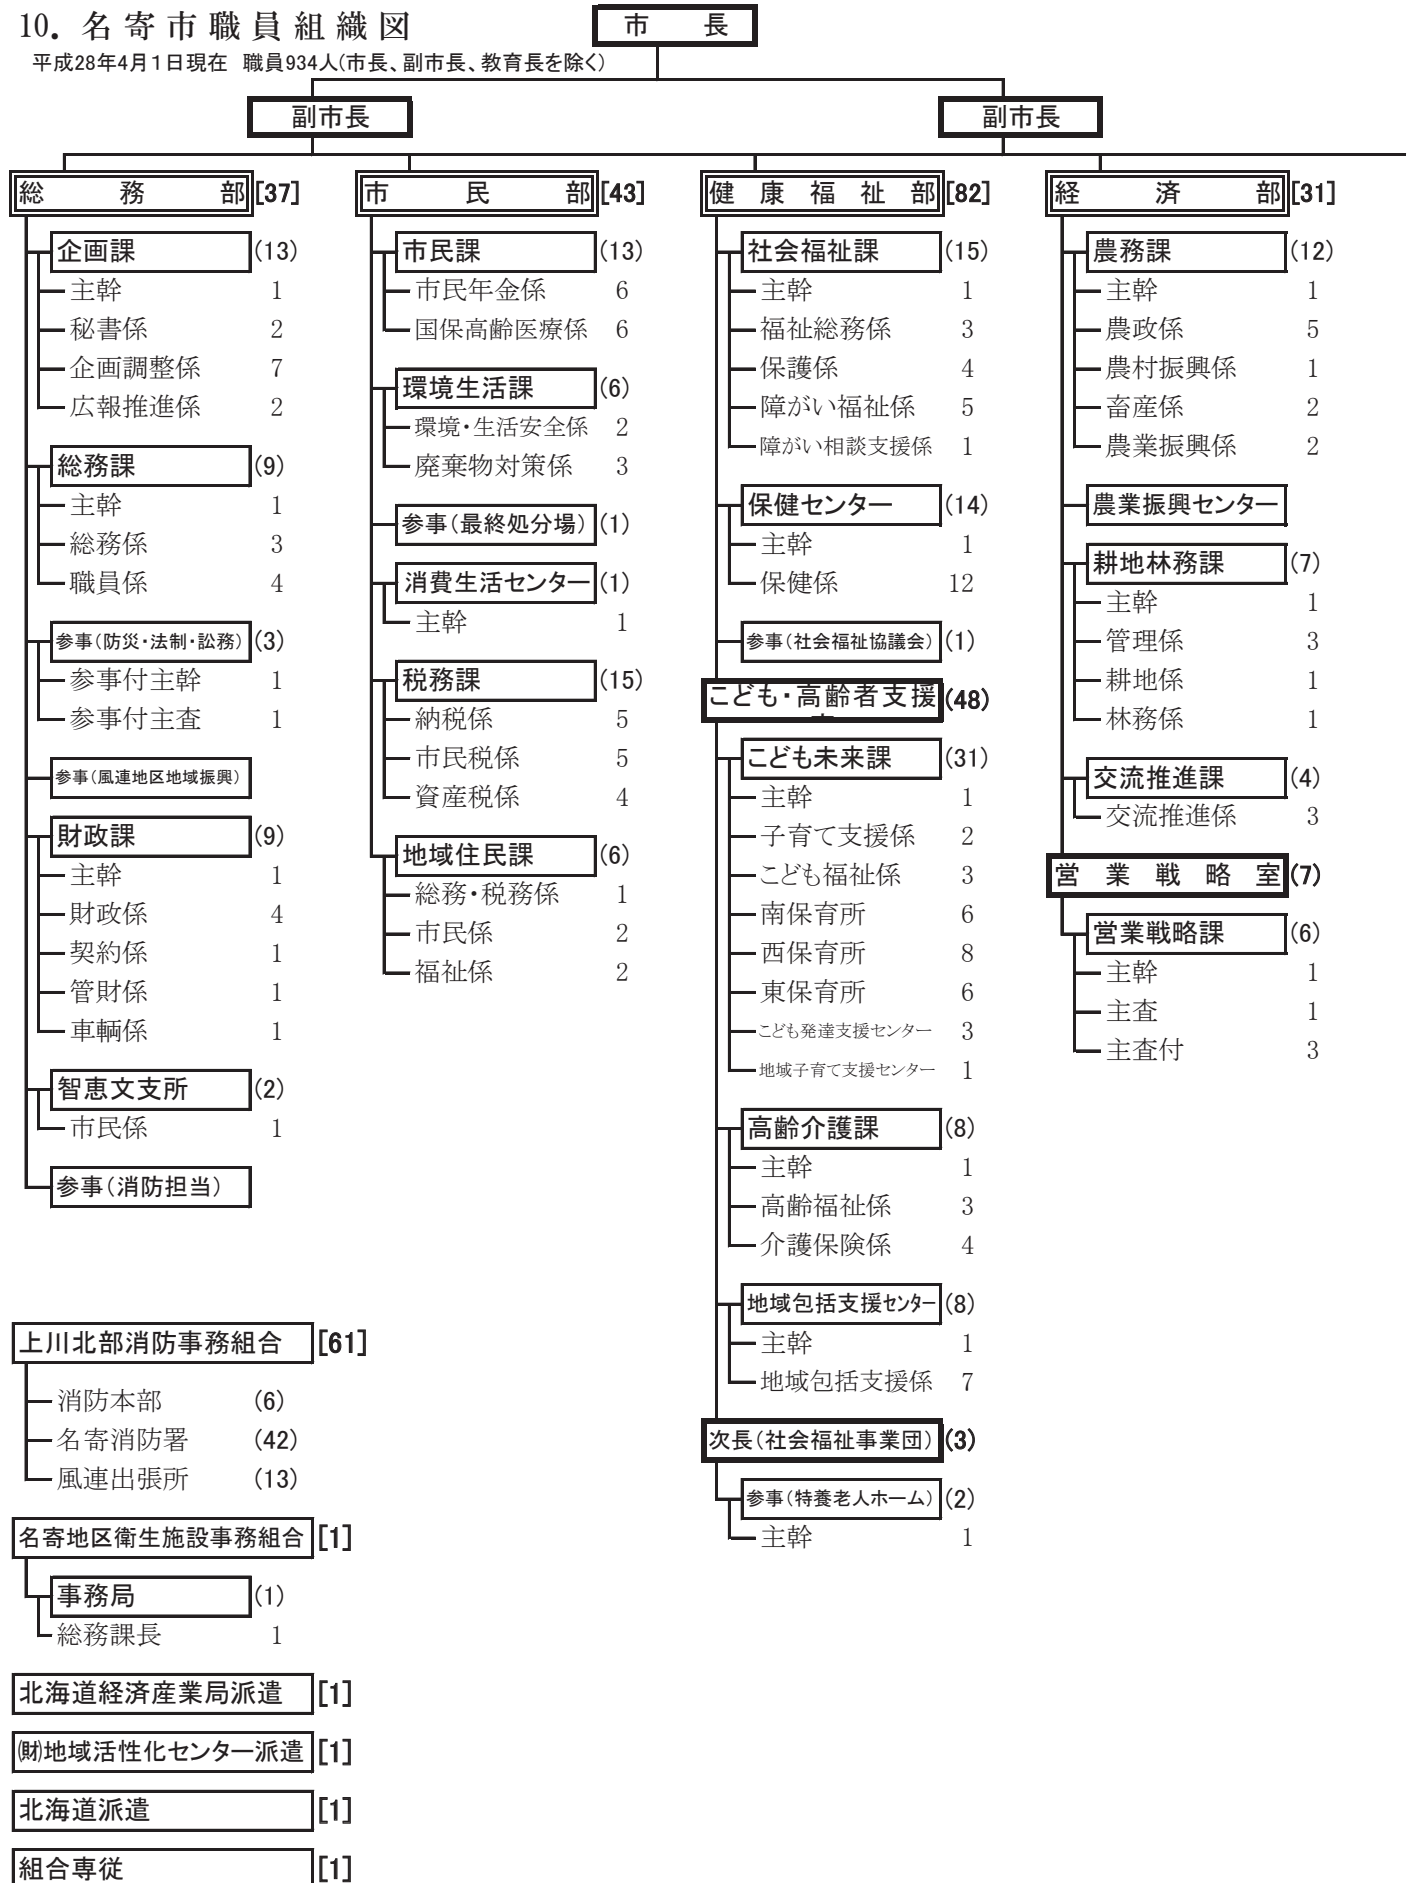 10. 名寄市職員組織図
平成28年4月1日現在 職員934人(市長、副市長、教育長を除く)
市 長
副市長
副市長
総務部[37]
企画課(13)
主幹 1
秘書係 2
企画調整係 7
広報推進係 2
総務課(9)
主幹 1
総務係 3
職員係 4
参事(防災・法制・訟務)(3)
参事付主幹 1
参事付主査 1
参事(風連地区地域振興)
財政課(9)
主幹 1
財政係 4
契約係 1
管財係 1
車輌係 1
智恵文支所(2)
市民係 1
参事(消防担当)
市民部[43]
市民課(13)
市民年金係 6
国保高齢医療係 6
環境生活課(6)
環境・生活安全係 2
廃棄物対策係 3
参事(最終処分場)(1)
消費生活センター(1)
主幹 1
税務課(15)
納税係 5
市民税係 5
資産税係 4
地域住民課(6)
総務・税務係 1
市民係 2
福祉係 2
健康福祉部[82]
社会福祉課(15)
主幹 1
福祉総務係 3
保護係 4
障がい福祉係 5
障がい相談支援係 1
保健センター(14)
主幹 1
保健係 12
参事(社会福祉協議会)(1)
こども・高齢者支援(48)
こども未来課(31)
主幹 1
子育て支援係 2
こども福祉係 3
南保育所 6
西保育所 8
東保育所 6
こども発達支援センター 3
地域子育て支援センター 1
高齢介護課(8)
主幹 1
高齢福祉係 3
介護保険係 4
地域包括支援センター(8)
主幹 1
地域包括支援係 7
次長(社会福祉事業団)(3)
参事(特養老人ホーム)(2)
主幹 1
経済部[31]
農務課(12)
主幹 1
農政係 5
農村振興係 1
畜産係 2
農業振興係 2
農業振興センター
耕地林務課(7)
主幹 1
管理係 3
耕地係 1
林務係 1
交流推進課(4)
交流推進係 3
営業戦略室(7)
営業戦略課(6)
主幹 1
主査 1
主査付 3
上川北部消防事務組合[61]
消防本部(6)
名寄消防署(42)
風連出張所(13)
名寄地区衛生施設事務組合[1]
事務局(1)
総務課長 1
北海道経済産業局派遣[1]
㈶地域活性化センター派遣[1]
北海道派遣[1]
組合専従[1]